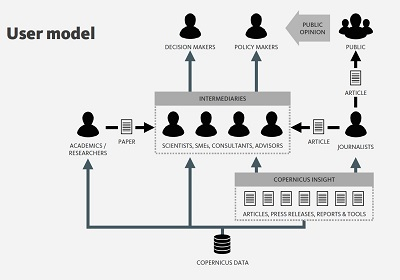 User model
DECISION MAKERS
POLICY MAKERS
PUBLIC
OPINION
PUBLIC
ARTICLE
INTERMEDIARIES
ACADEMICS /
RESEARCHERS
PAPER
SCIENTISTS, SMEs, CONSULTANTS, ADVISORS
ARTICLE
JOURNALISTS
COPERNICUS INSIGHT
ARTICLES, PRESS RELEASES, REPORTS & TOOLS
COPERNICUS DATA